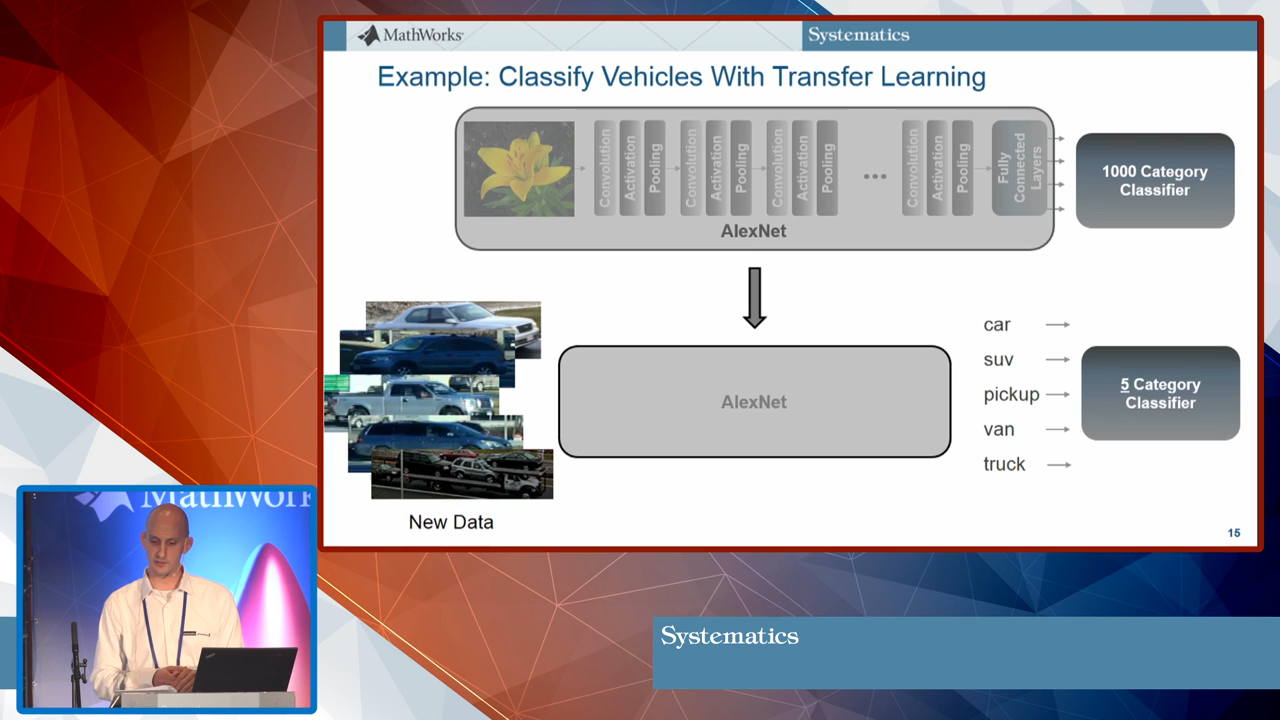 MathWorks
Systematics
Example: Classify Vehicles With Transfer Learning
Convolution
Activation
Pooling
Convolution
Activation
Pooling
Convolution
Activation
Pooling
...
Convolution
Activation
Pooling
Fully
Connected
Layers
AlexNet
1000 Category
Classifier
car
suv
pickup
van
truck
AlexNet
5 Category
Classifier
New Data
15
MathWork
Systematics